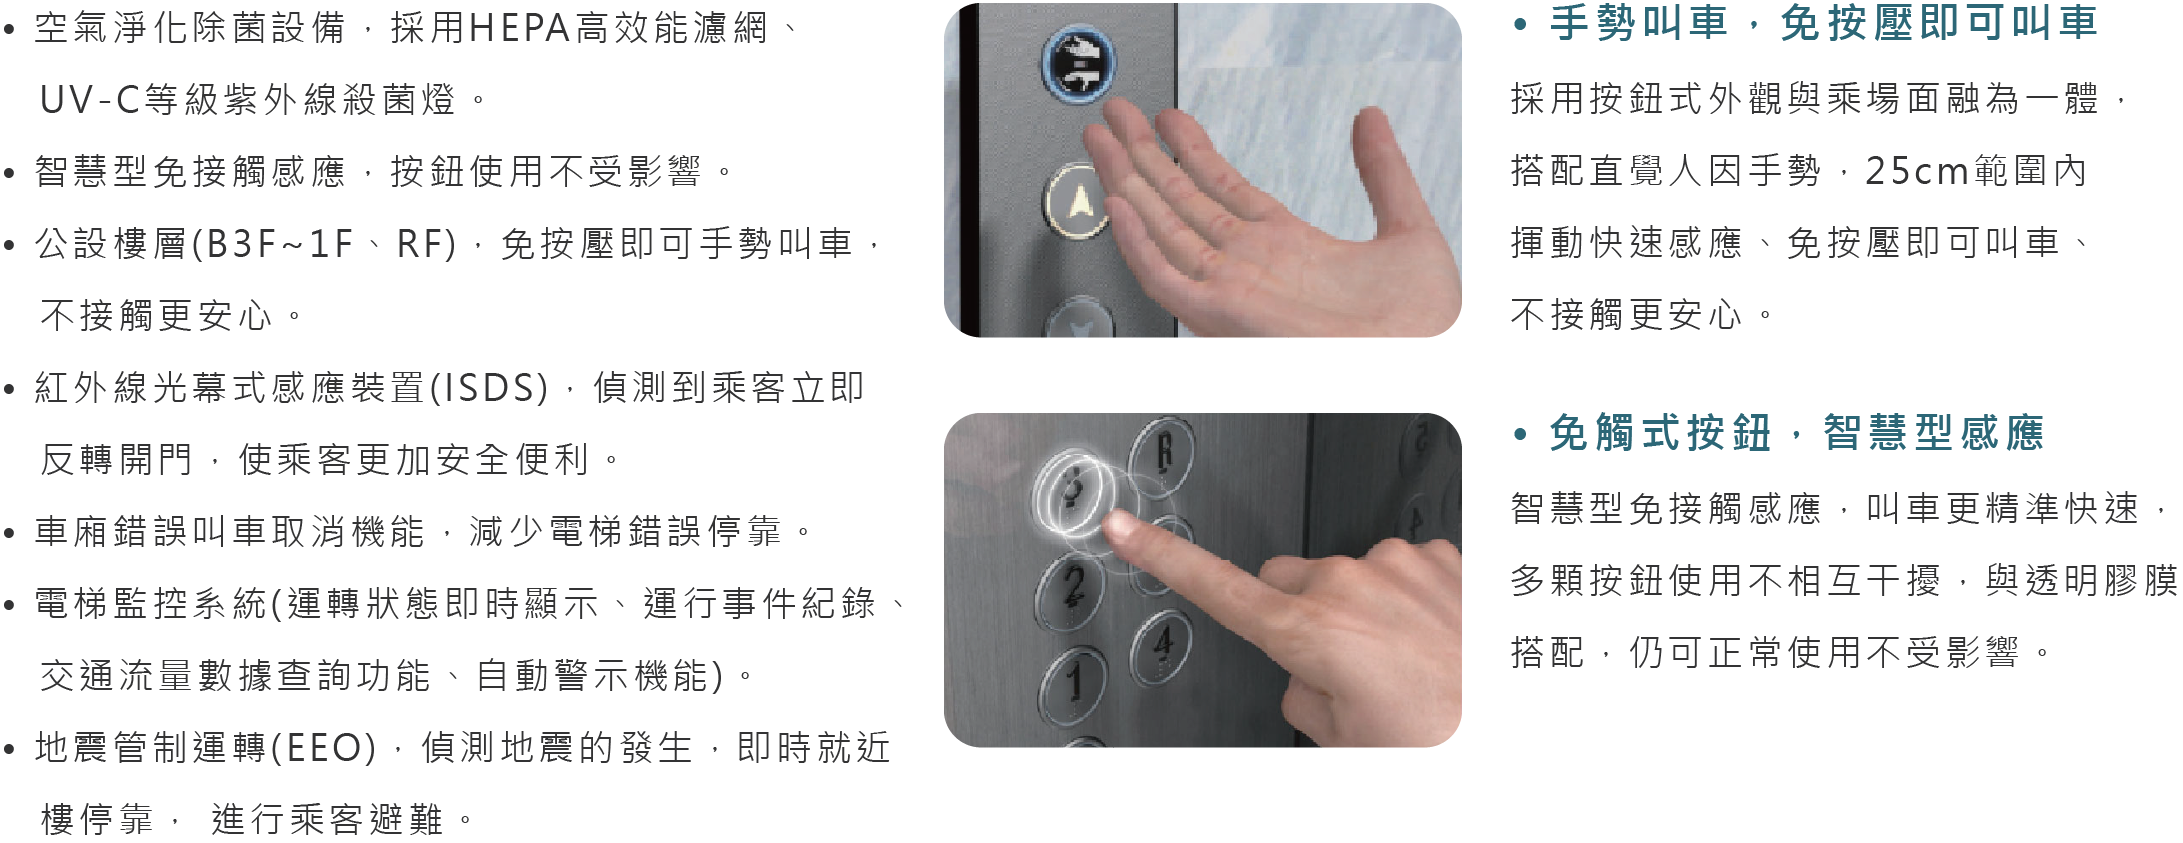 • 空氣淨化除菌設備，採用HEPA高效能濾網、
UV-C等級紫外線殺菌燈。
• 智慧型免接觸感應，按鈕使用不受影響。
• 公設樓層(B3F~1F、RF)，免按壓即可手勢叫車，
不接觸更安心。
• 紅外線光幕式感應裝置(ISDS)，偵測到乘客立即
反轉開門，使乘客更加安全便利。
• 車廂錯誤叫車取消機能，減少電梯錯誤停靠。
• 電梯監控系統(運轉狀態即時顯示、運行事件紀錄、
交通流量數據查詢功能、自動警示機能)。
• 地震管制運轉(EEO)，偵測地震的發生，即時就近
樓停靠， 進行乘客避難。
• 手勢叫車，免按壓即可叫車
採用按鈕式外觀與乘場面融為一體，
搭配直覺人因手勢，25cm範圍內
揮動快速感應、免按壓即可叫車、
不接觸更安心。
R
2
4
1
5
4
• 免觸式按鈕，智慧型感應
智慧型免接觸感應，叫車更精準快速，
多顆按鈕使用不相互干擾，與透明膠膜
搭配，仍可正常使用不受影響。